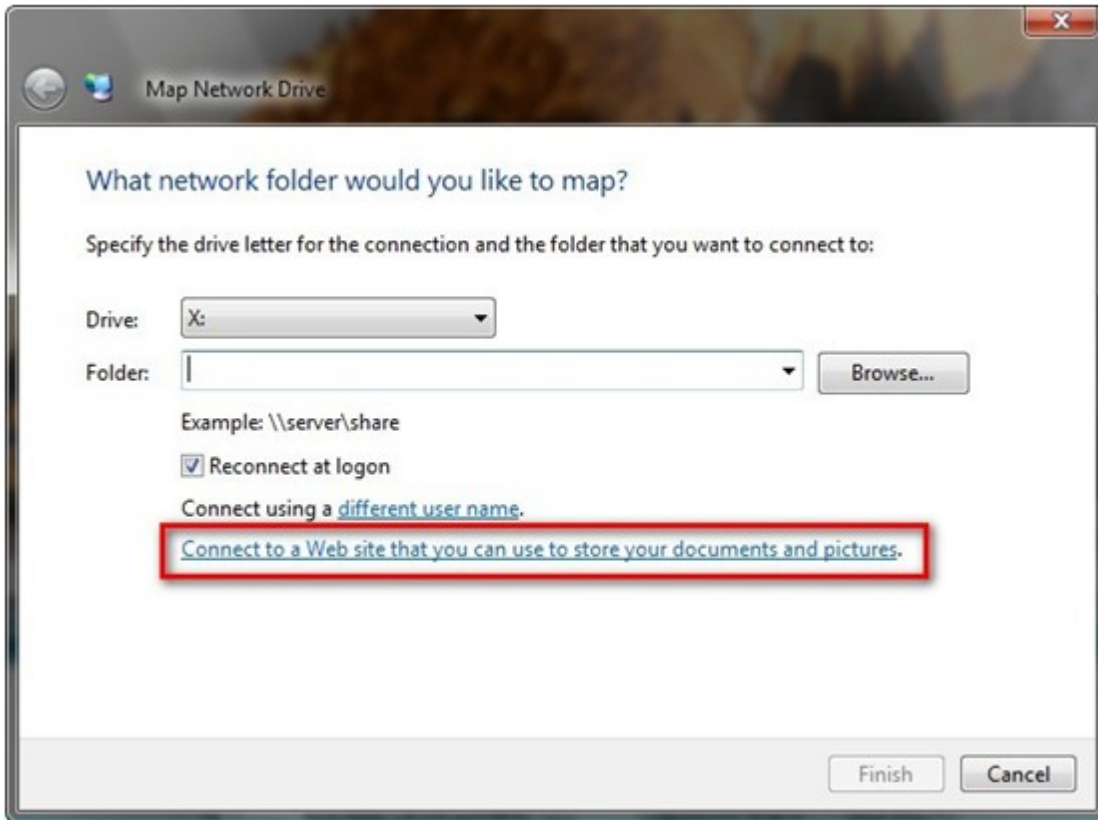 Map Network Drive
What network folder would you like to map?
Specify the drive letter for the connection and the folder that you want to connect to:
Drive: X:
Folder: Browse...
Example: \\server\share
Reconnect at logon
Connect using a different user name.
Connect to a Web site that you can use to store your documents and pictures.
Finish Cancel